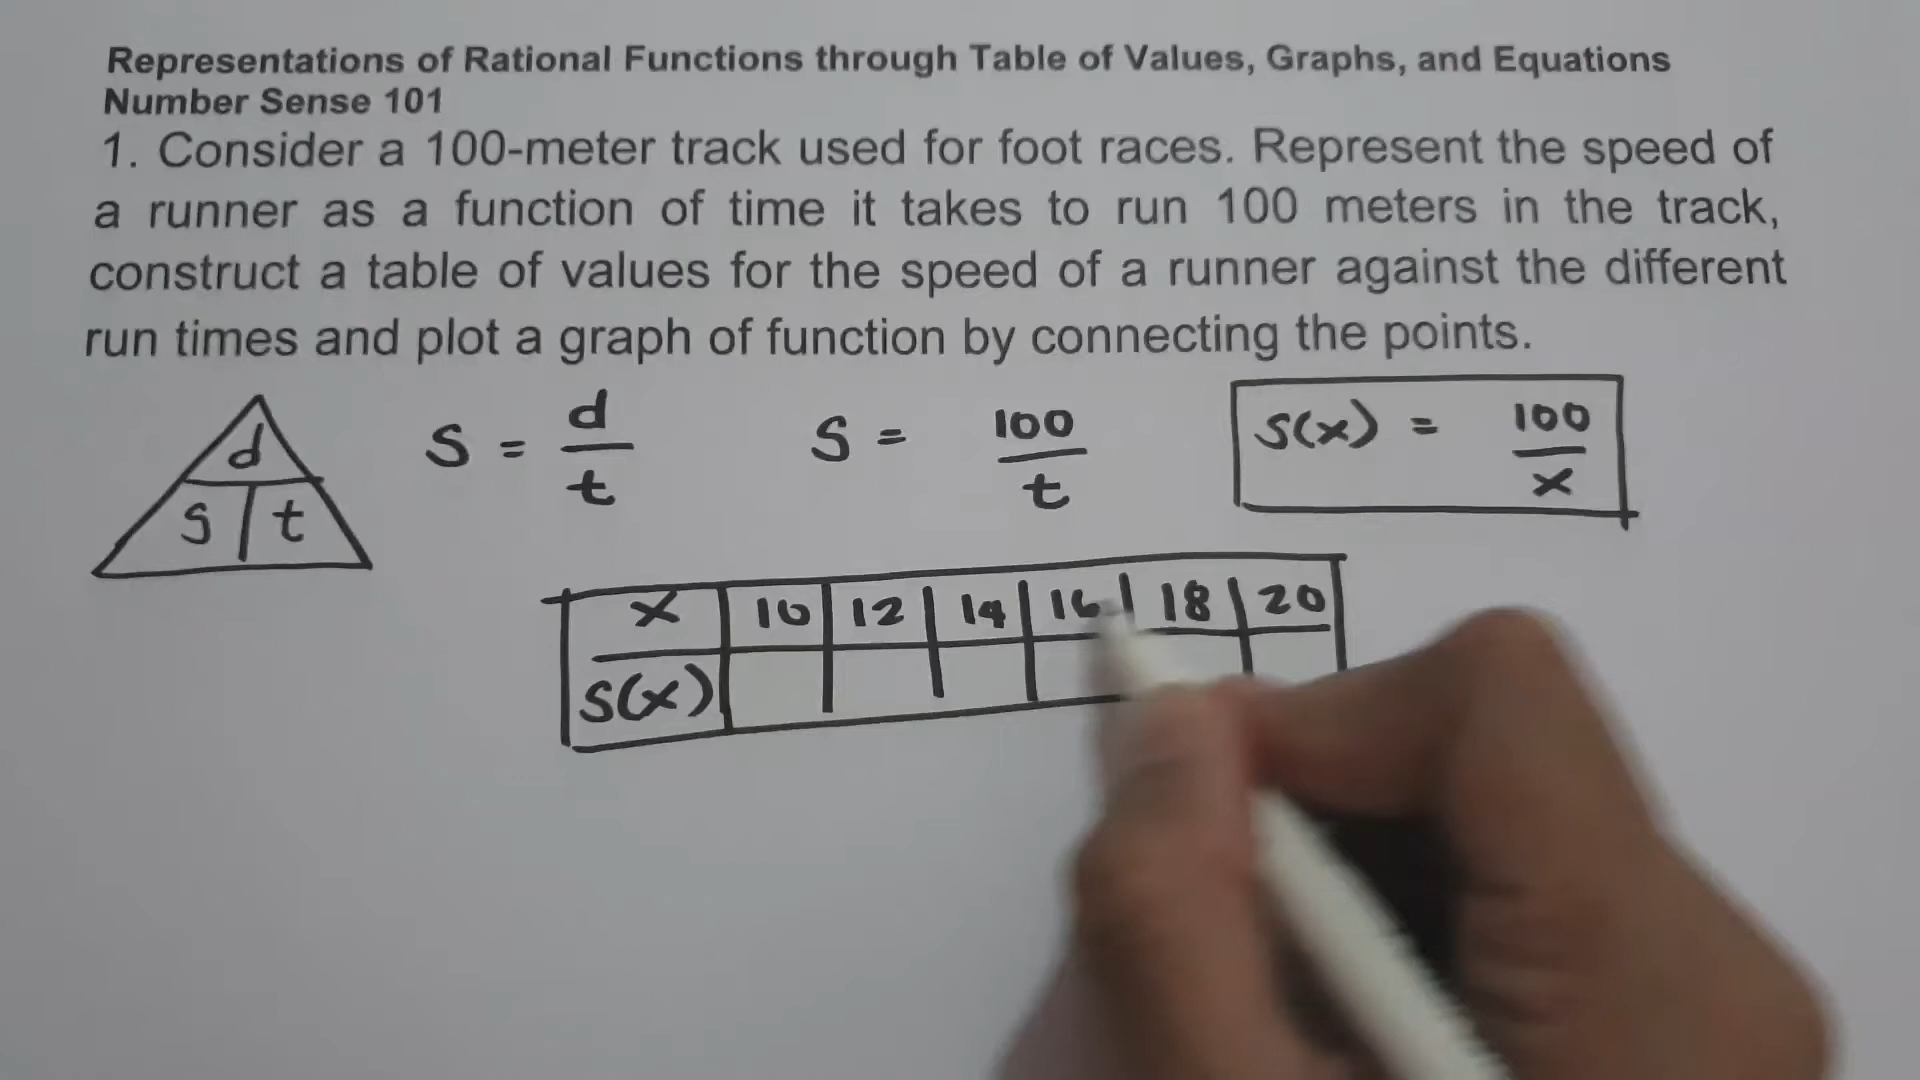 Representations of Rational Functions through Table of Values, Graphs, and Equations
Number Sense 101
1. Consider a 100-meter track used for foot races. Represent the speed of
a runner as a function of time it takes to run 100 meters in the track,
construct a table of values for the speed of a runner against the different
run times and plot a graph of function by connecting the points.
d
s t
S = d/t
S = 100/t
S(x) = 100/x
x 10 12 14 16 18 20
S(x)